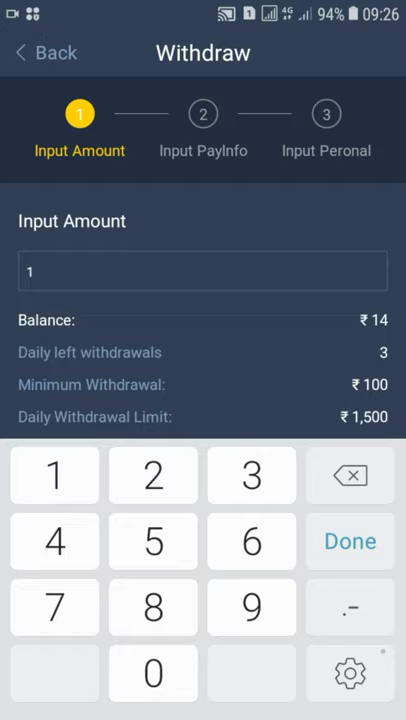 1 4G 94% 09:26
Back Withdraw
1 2 3
Input Amount Input PayInfo Input Peronal
Input Amount
1
Balance: ₹ 14
Daily left withdrawals 3
Minimum Withdrawal: ₹ 100
Daily Withdrawal Limit: ₹ 1,500
1 2 3
4 5 6 Done
7 8 9 .-
0